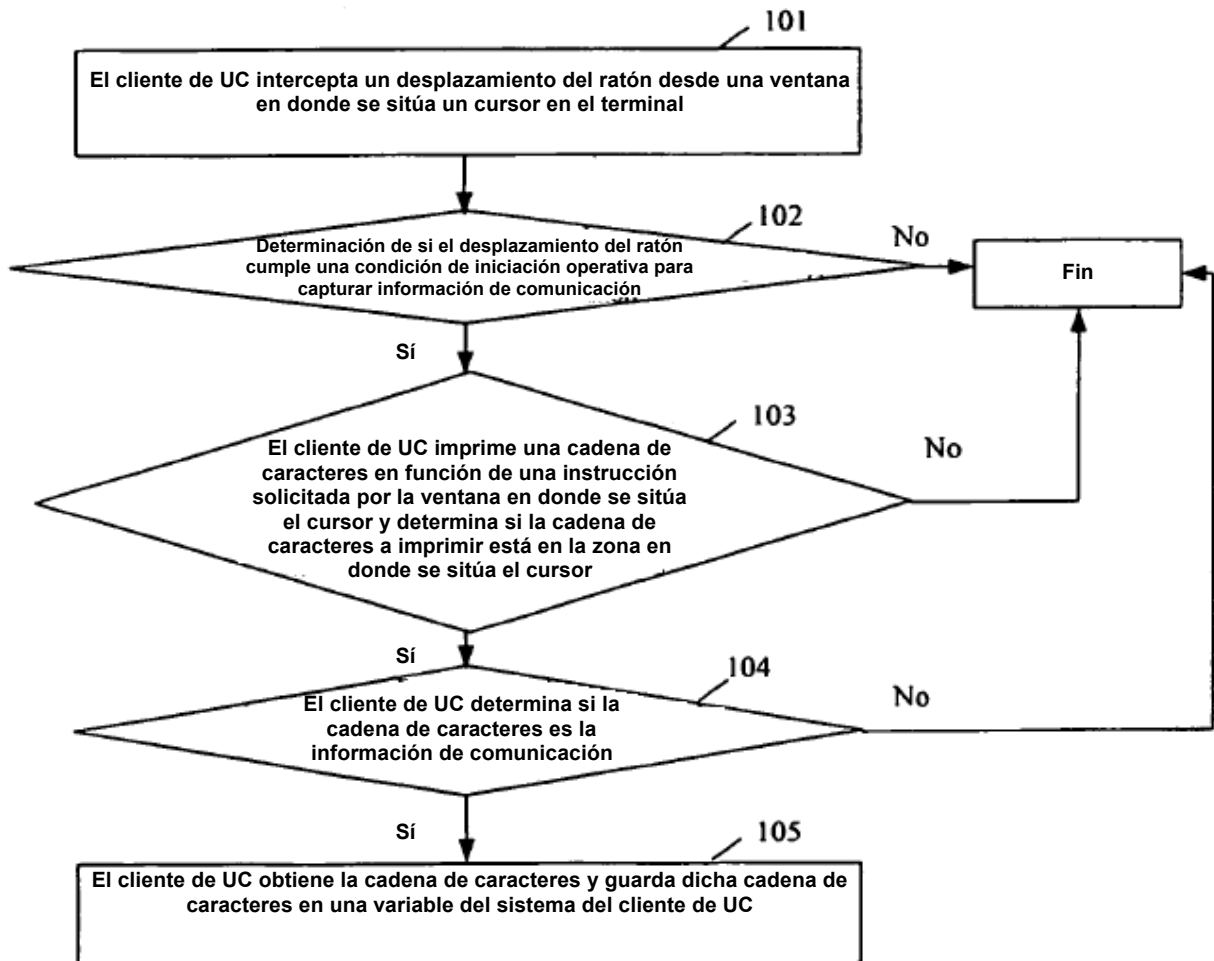 101
El cliente de UC intercepta un desplazamiento del ratón desde una ventana
en donde se sitúa un cursor en el terminal
102
No
Determinación de si el desplazamiento del ratón
cumple una condición de iniciación operativa para
capturar información de comunicación
Fin
Sí
103
No
El cliente de UC imprime una cadena de
caracteres en función de una instrucción
solicitada por la ventana en donde se sitúa
el cursor y determina si la cadena de
caracteres a imprimir está en la zona en
donde se sitúa el cursor
Sí
104
No
El cliente de UC determina si la
cadena de caracteres es la
información de comunicación
Sí
105
El cliente de UC obtiene la cadena de caracteres y guarda dicha cadena de
caracteres en una variable del sistema del cliente de UC